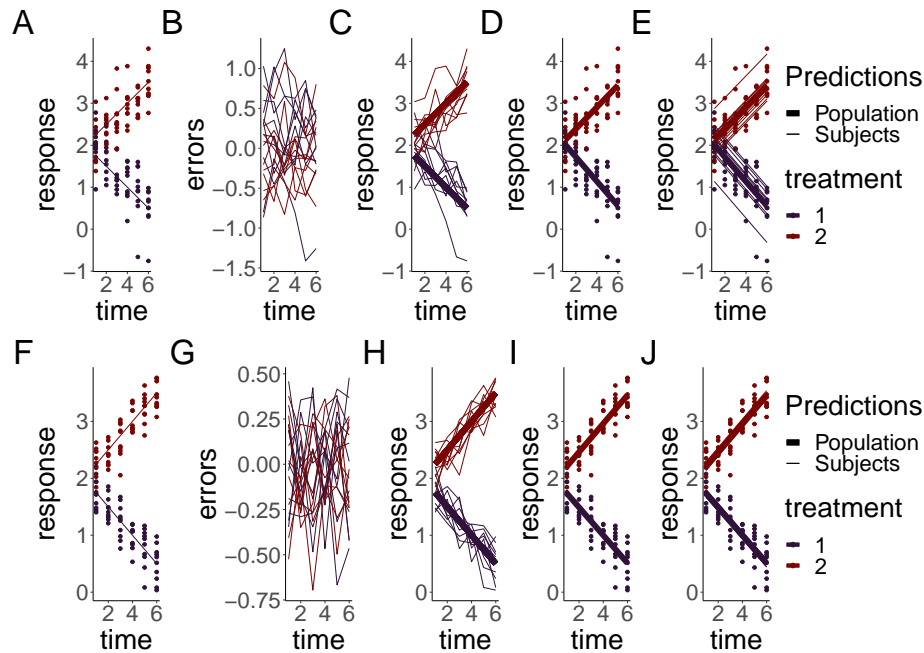 A B C D E
response
4
3
2
1
0
−1
2 4 6
time
errors
1.0
0.5
0.0
−0.5
−1.0
−1.5
2 4 6
time
response
4
3
2
1
0
−1
2 4 6
time
response
4
3
2
1
0
−1
2 4 6
time
response
4
3
2
1
0
−1
2 4 6
time
Predictions
Population
Subjects
treatment
1
2
F G H I J
response
3
2
1
0
2 4 6
time
errors
0.50
0.25
0.00
−0.25
−0.50
−0.75
2 4 6
time
response
3
2
1
0
2 4 6
time
response
3
2
1
0
2 4 6
time
response
3
2
1
0
2 4 6
time
Predictions
Population
Subjects
treatment
1
2